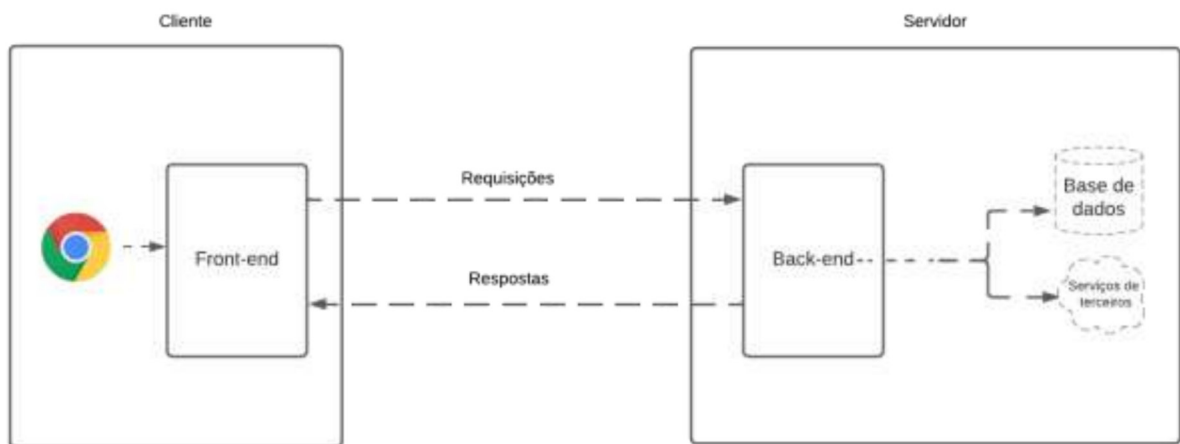 Cliente
Servidor
Requisições
Base de
dados
Front-end
Back-end
Respostas
Serviços de
terceiros